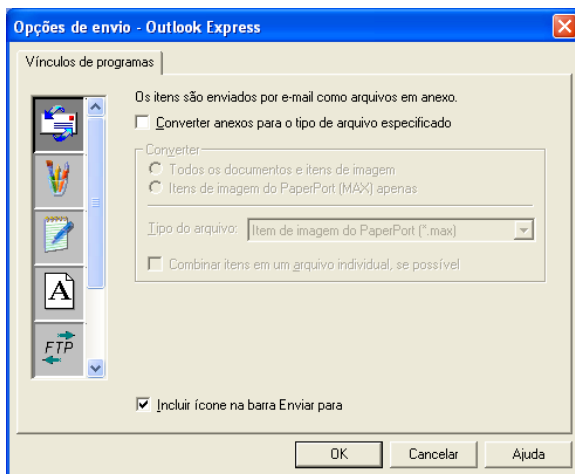 Opções de envio - Outlook Express
Vínculos de programas
Os itens são enviados por e-mail como arquivos em anexo.
Converter anexos para o tipo de arquivo especificado
Converter
Todos os documentos e itens de imagem
Itens de imagem do PaperPort (MAX) apenas
Tipo do arquivo: Item de imagem do PaperPort (*.max)
Combinar itens em um arquivo individual, se possível
A
FTP
Incluir ícone na barra Enviar para
OK Cancelar Ajuda